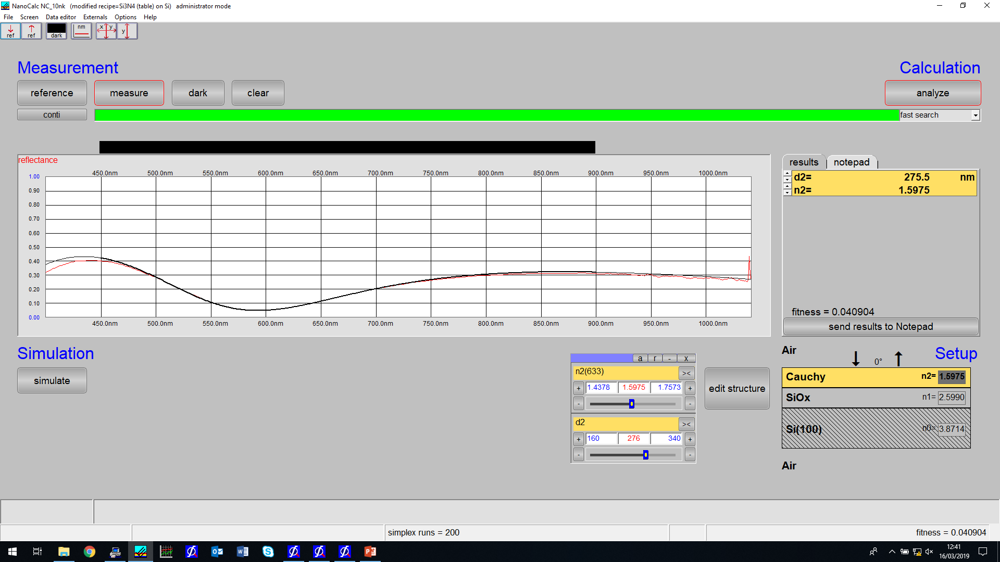 NanoCalc NC_10nk (modified recipe=Si3N4 (table) on Si) administrator mode
File Screen Data editor Externals Options Help
ref ref dark nm x y y
Measurement
Calculation
reference measure dark clear
analyze
conti
fast search
reflectance
450.0nm 500.0nm 550.0nm 600.0nm 650.0nm 700.0nm 750.0nm 800.0nm 850.0nm 900.0nm 950.0nm 1000.0nm
1.00
0.90
0.80
0.70
0.60
0.50
0.40
0.30
0.20
0.10
0.00
450.0nm 500.0nm 550.0nm 600.0nm 650.0nm 700.0nm 750.0nm 800.0nm 850.0nm 900.0nm 950.0nm 1000.0nm
results notepad
d2= 275.5 nm
n2= 1.5975
fitness = 0.040904
send results to Notepad
Simulation
simulate
a r - x
n2(633) ><
+ 1.4378 1.5975 1.7573 +
- -
d2 ><
+ 160 276 340 +
- -
edit structure
Air
0°
Setup
Cauchy n2= 1.5975
SiOx n1= 2.5990
Si(100) n0= 3.8714
Air
simplex runs = 200
fitness = 0.040904
12:41
16/03/2019